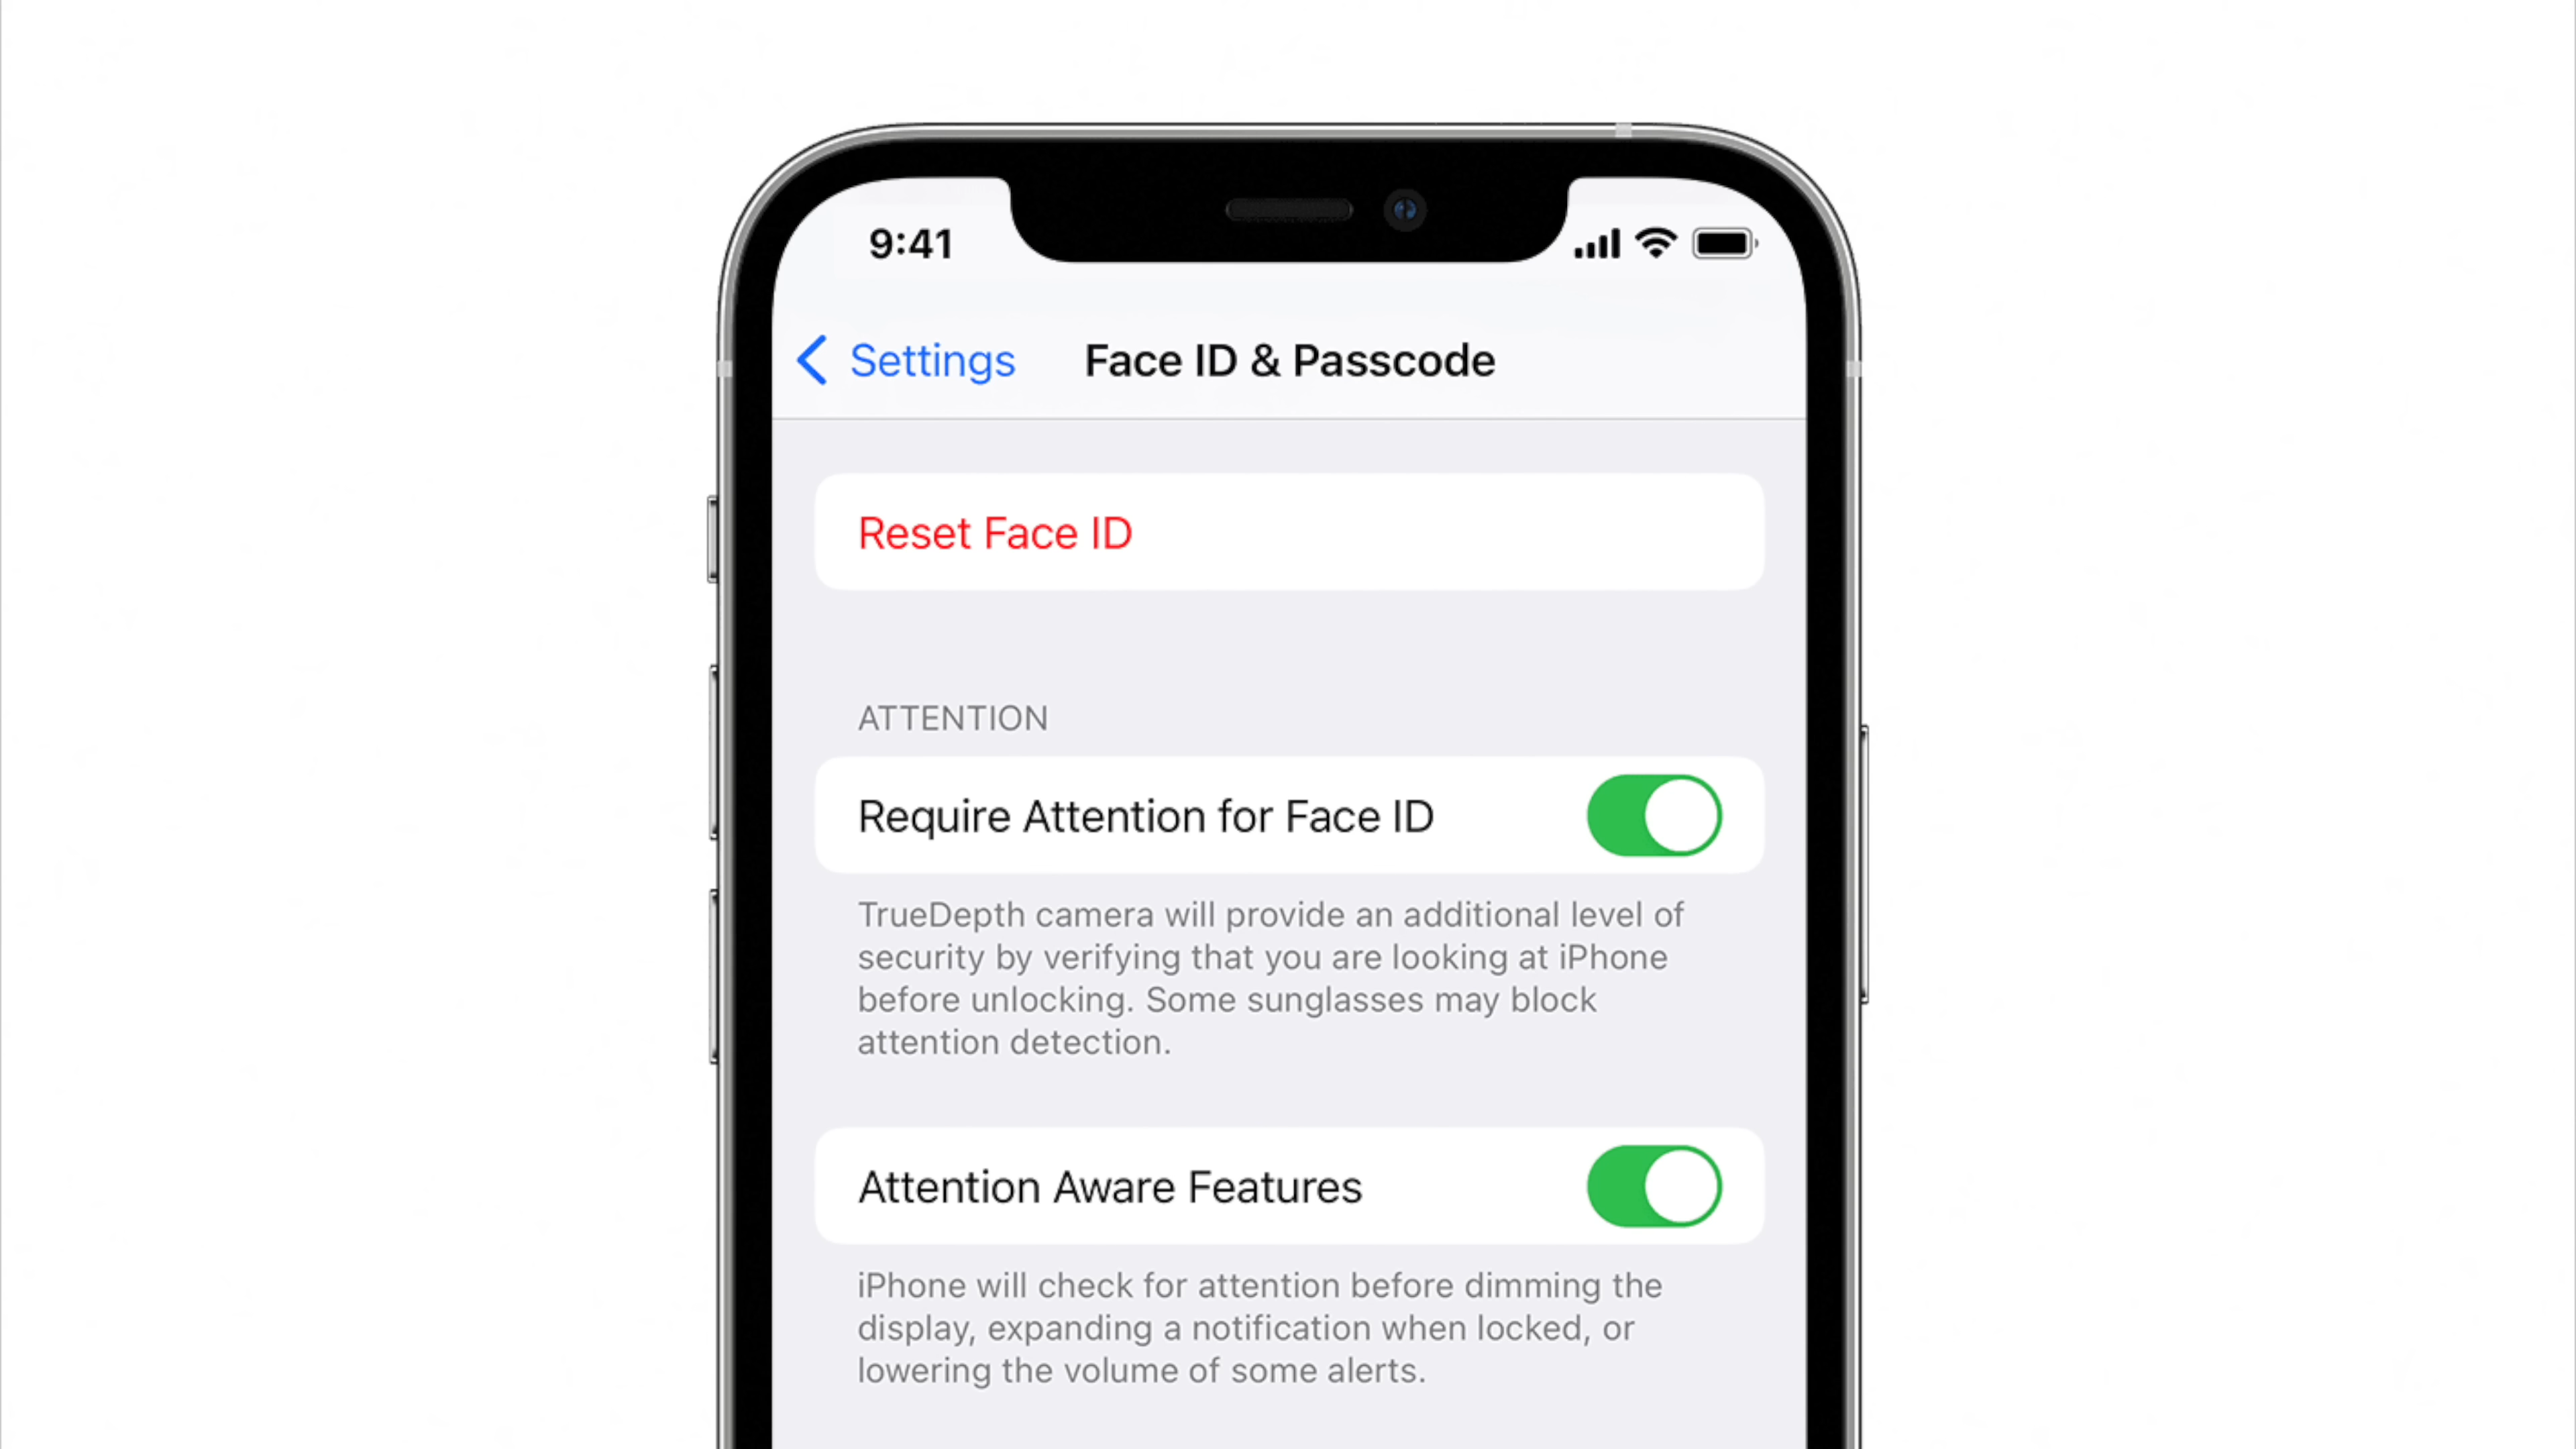 9:41
Settings Face ID & Passcode
Reset Face ID
ATTENTION
Require Attention for Face ID
TrueDepth camera will provide an additional level of
security by verifying that you are looking at iPhone
before unlocking. Some sunglasses may block
attention detection.
Attention Aware Features
iPhone will check for attention before dimming the
display, expanding a notification when locked, or
lowering the volume of some alerts.